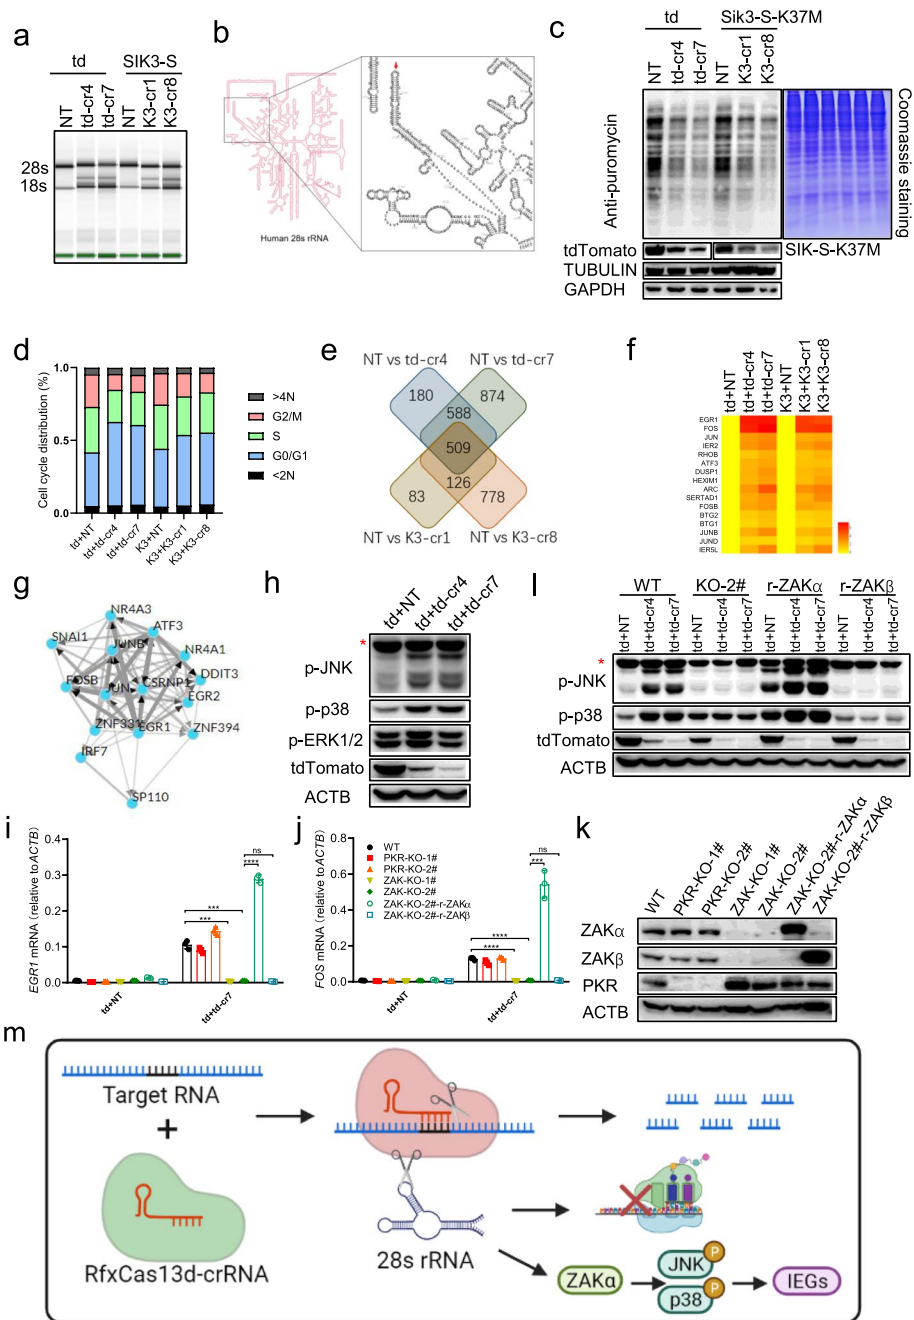 a
td
SIK3-S
NT
td-cr4
td-cr7
NT
K3-cr1
K3-cr8
28s
18s
b
Human 28s rRNA
c
td
Sik3-S-K37M
NT
td-cr4
td-cr7
NT
K3-cr1
K3-cr8
Anti-puromycin
Coomassie staining
tdTomato
SIK-S-K37M
TUBULIN
GAPDH
d
Cell cycle distribution (%)
1.0
0.5
0.0
td+NT
td+td-cr4
td+td-cr7
K3+NT
K3+K3-cr1
K3+K3-cr8
>4N
G2/M
S
G0/G1
<2N
e
NT vs td-cr4
NT vs td-cr7
180
588
874
509
83
126
778
NT vs K3-cr1
NT vs K3-cr8
f
td+NT
td+td-cr4
td+td-cr7
K3+NT
K3+K3-cr1
K3+K3-cr8
EGR1
FOS
JUN
IER2
RHOB
ATF3
DUSP1
HEXIM1
ARC
SERTAD1
FOSB
BTG2
BTG1
JUNB
JUND
IER5L
g
NR4A3
SNAI1
ATF3
JUNB
NR4A1
FOSB
JUN
CSRNP1
DDIT3
EGR2
ZNF331
EGR1
ZNF394
IRF7
SP110
h
td+NT
td+td-cr4
td+td-cr7
*
p-JNK
p-p38
p-ERK1/2
tdTomato
ACTB
l
WT
KO-2#
r-ZAKα
r-ZAKβ
td+NT
td+td-cr4
td+td-cr7
td+NT
td+td-cr4
td+td-cr7
td+NT
td+td-cr4
td+td-cr7
td+NT
td+td-cr4
td+td-cr7
*
p-JNK
p-p38
tdTomato
ACTB
i
EGR1 mRNA (relative to ACTB)
0.4
0.3
0.2
0.1
0.0
ns
****
***
***
td+NT
td+td-cr7
j
FOS mRNA (relative to ACTB)
0.8
0.6
0.4
0.2
0.0
WT
PKR-KO-1#
PKR-KO-2#
ZAK-KO-1#
ZAK-KO-2#
ZAK-KO-2#-r-ZAKα
ZAK-KO-2#-r-ZAKβ
ns
***
****
****
td+NT
td+td-cr7
k
WT
PKR-KO-1#
PKR-KO-2#
ZAK-KO-1#
ZAK-KO-2#
ZAK-KO-2#-r-ZAKα
ZAK-KO-2#-r-ZAKβ
ZAKα
ZAKβ
PKR
ACTB
m
Target RNA
+
RfxCas13d-crRNA
28s rRNA
ZAKα
JNK
P
p38
P
IEGs